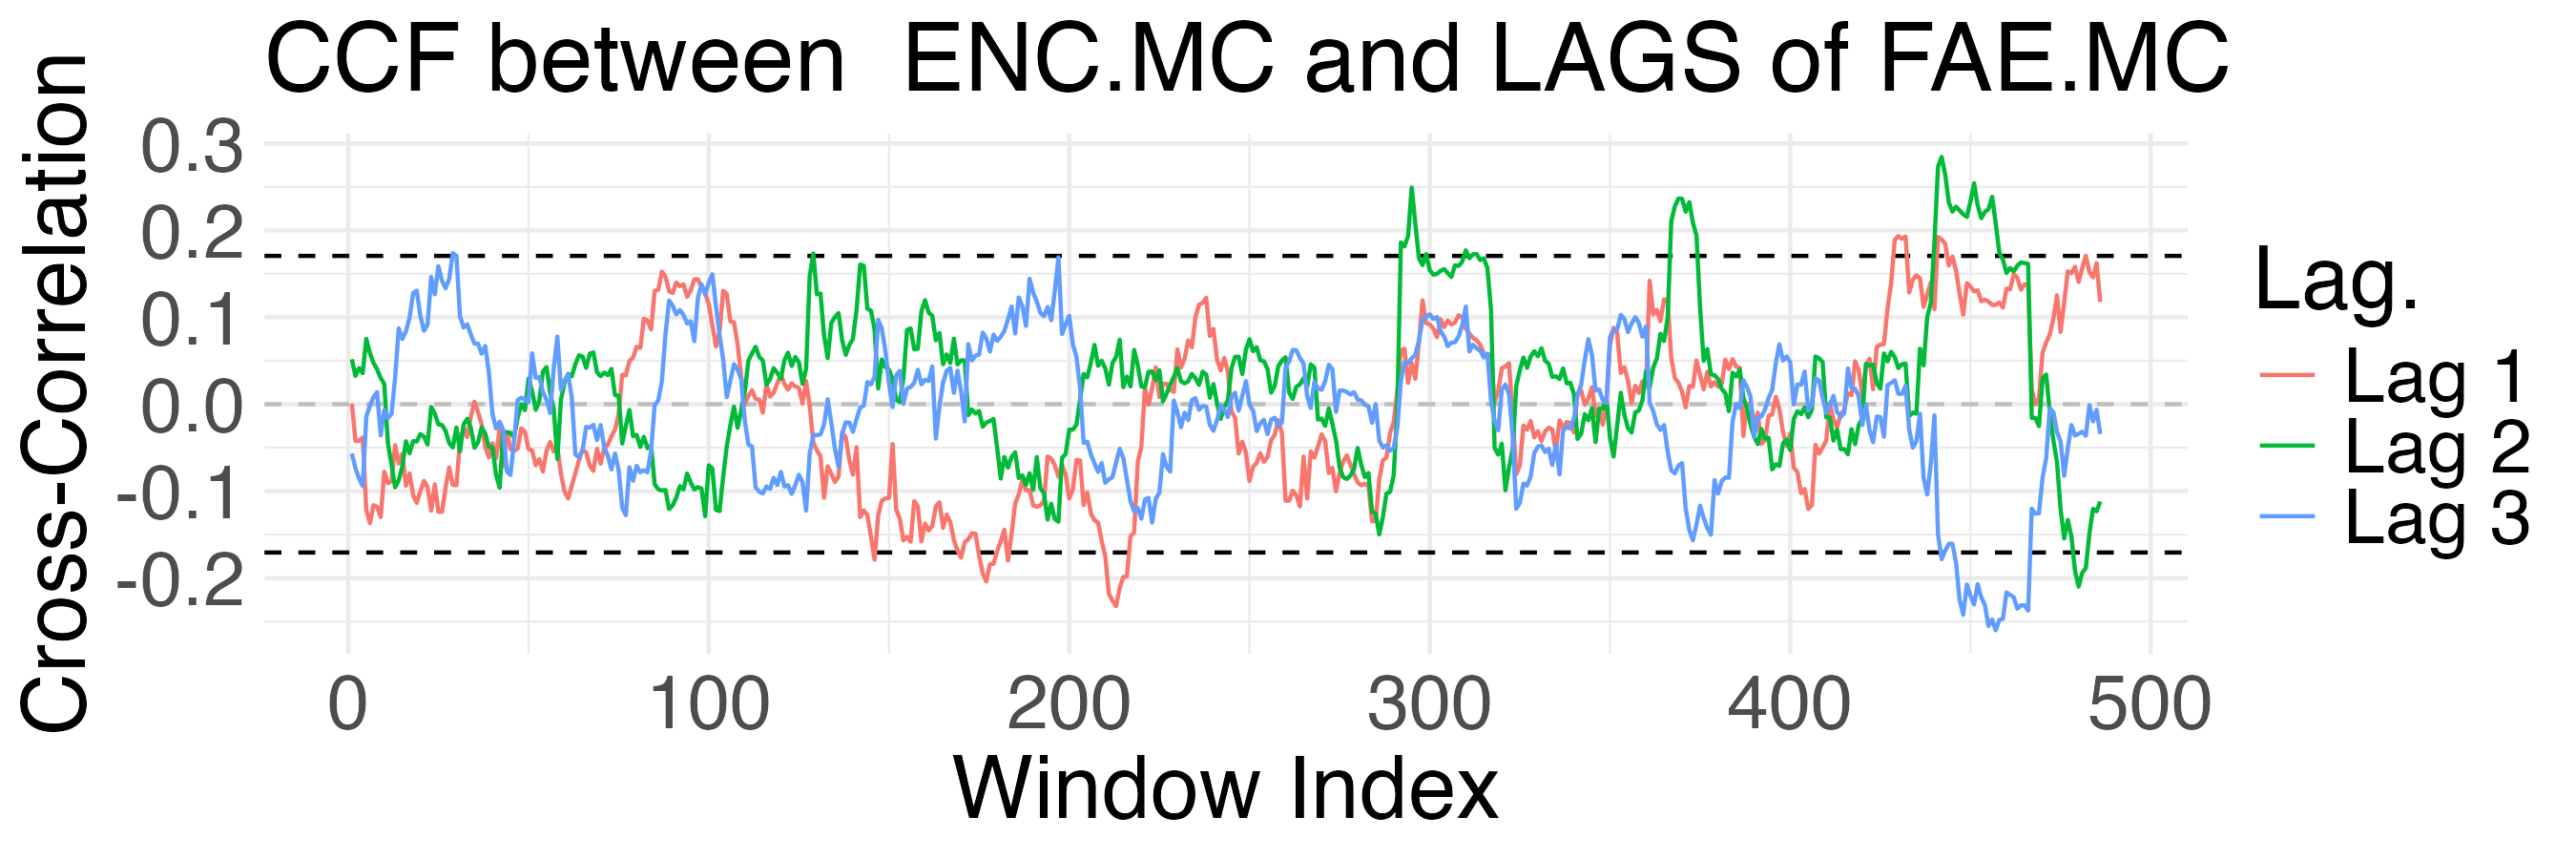 CCF between  ENC.MC and LAGS of FAE.MC
Cross-Correlation
0.3
0.2
0.1
0.0
-0.1
-0.2
0 100 200 300 400 500
Window Index
Lag.
Lag 1
Lag 2
Lag 3